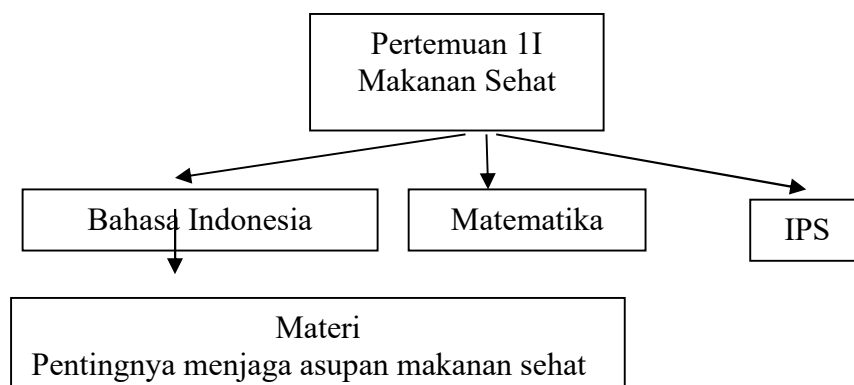 Pertemuan 1I
Makanan Sehat
Bahasa Indonesia
Matematika
IPS
Materi
Pentingnya menjaga asupan makanan sehat